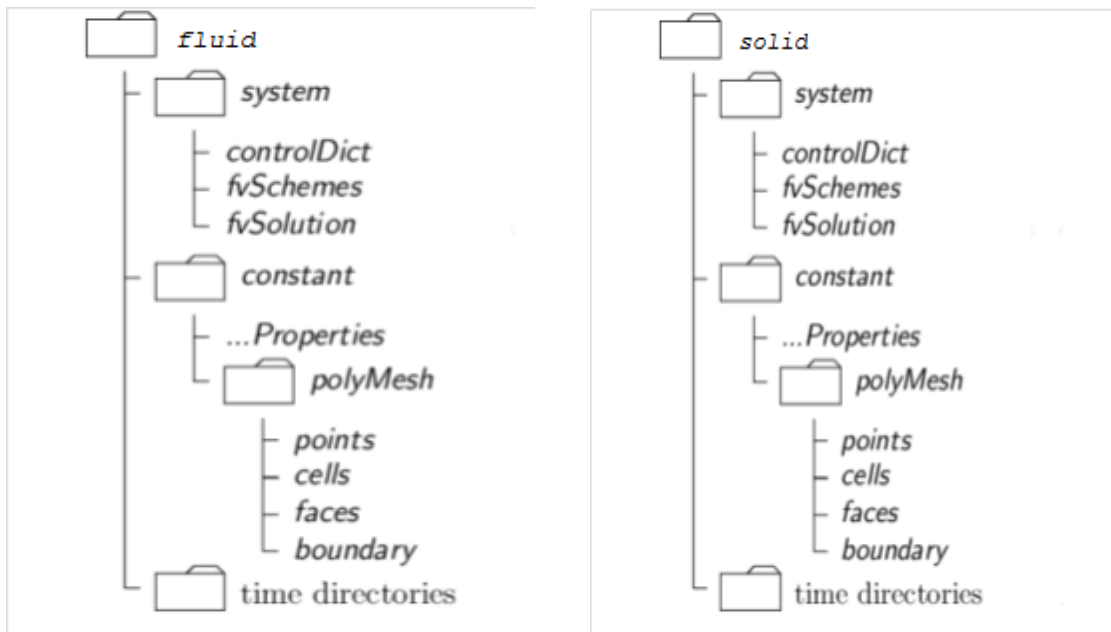 fluid
system
controlDict
fvSchemes
fvSolution
constant
...Properties
polyMesh
points
cells
faces
boundary
time directories
solid
system
controlDict
fvSchemes
fvSolution
constant
...Properties
polyMesh
points
cells
faces
boundary
time directories